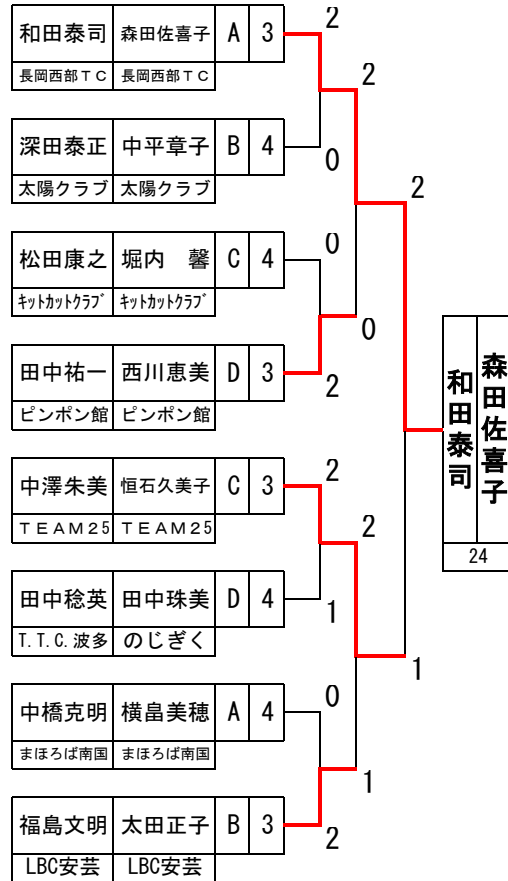 和田泰司 森田佐喜子 A 3 2
長岡西部TC 長岡西部TC
2
深田泰正 中平章子 B 4 0
太陽クラブ 太陽クラブ
2
松田康之 堀内 馨 C 4 0
キットカットクラブ キットカットクラブ
0
田中祐一 西川恵美 D 3 2
ピンポン館 ピンポン館
和田泰司 森田佐喜子
24
中澤朱美 恒石久美子 C 3 2
TEAM25 TEAM25
2
田中稔英 田中珠美 D 4 1
T.T.C.波多 のじぎく
1
中橋克明 横畠美穂 A 4 0
まほろば南国 まほろば南国
1
福島文明 太田正子 B 3 2
LBC安芸 LBC安芸